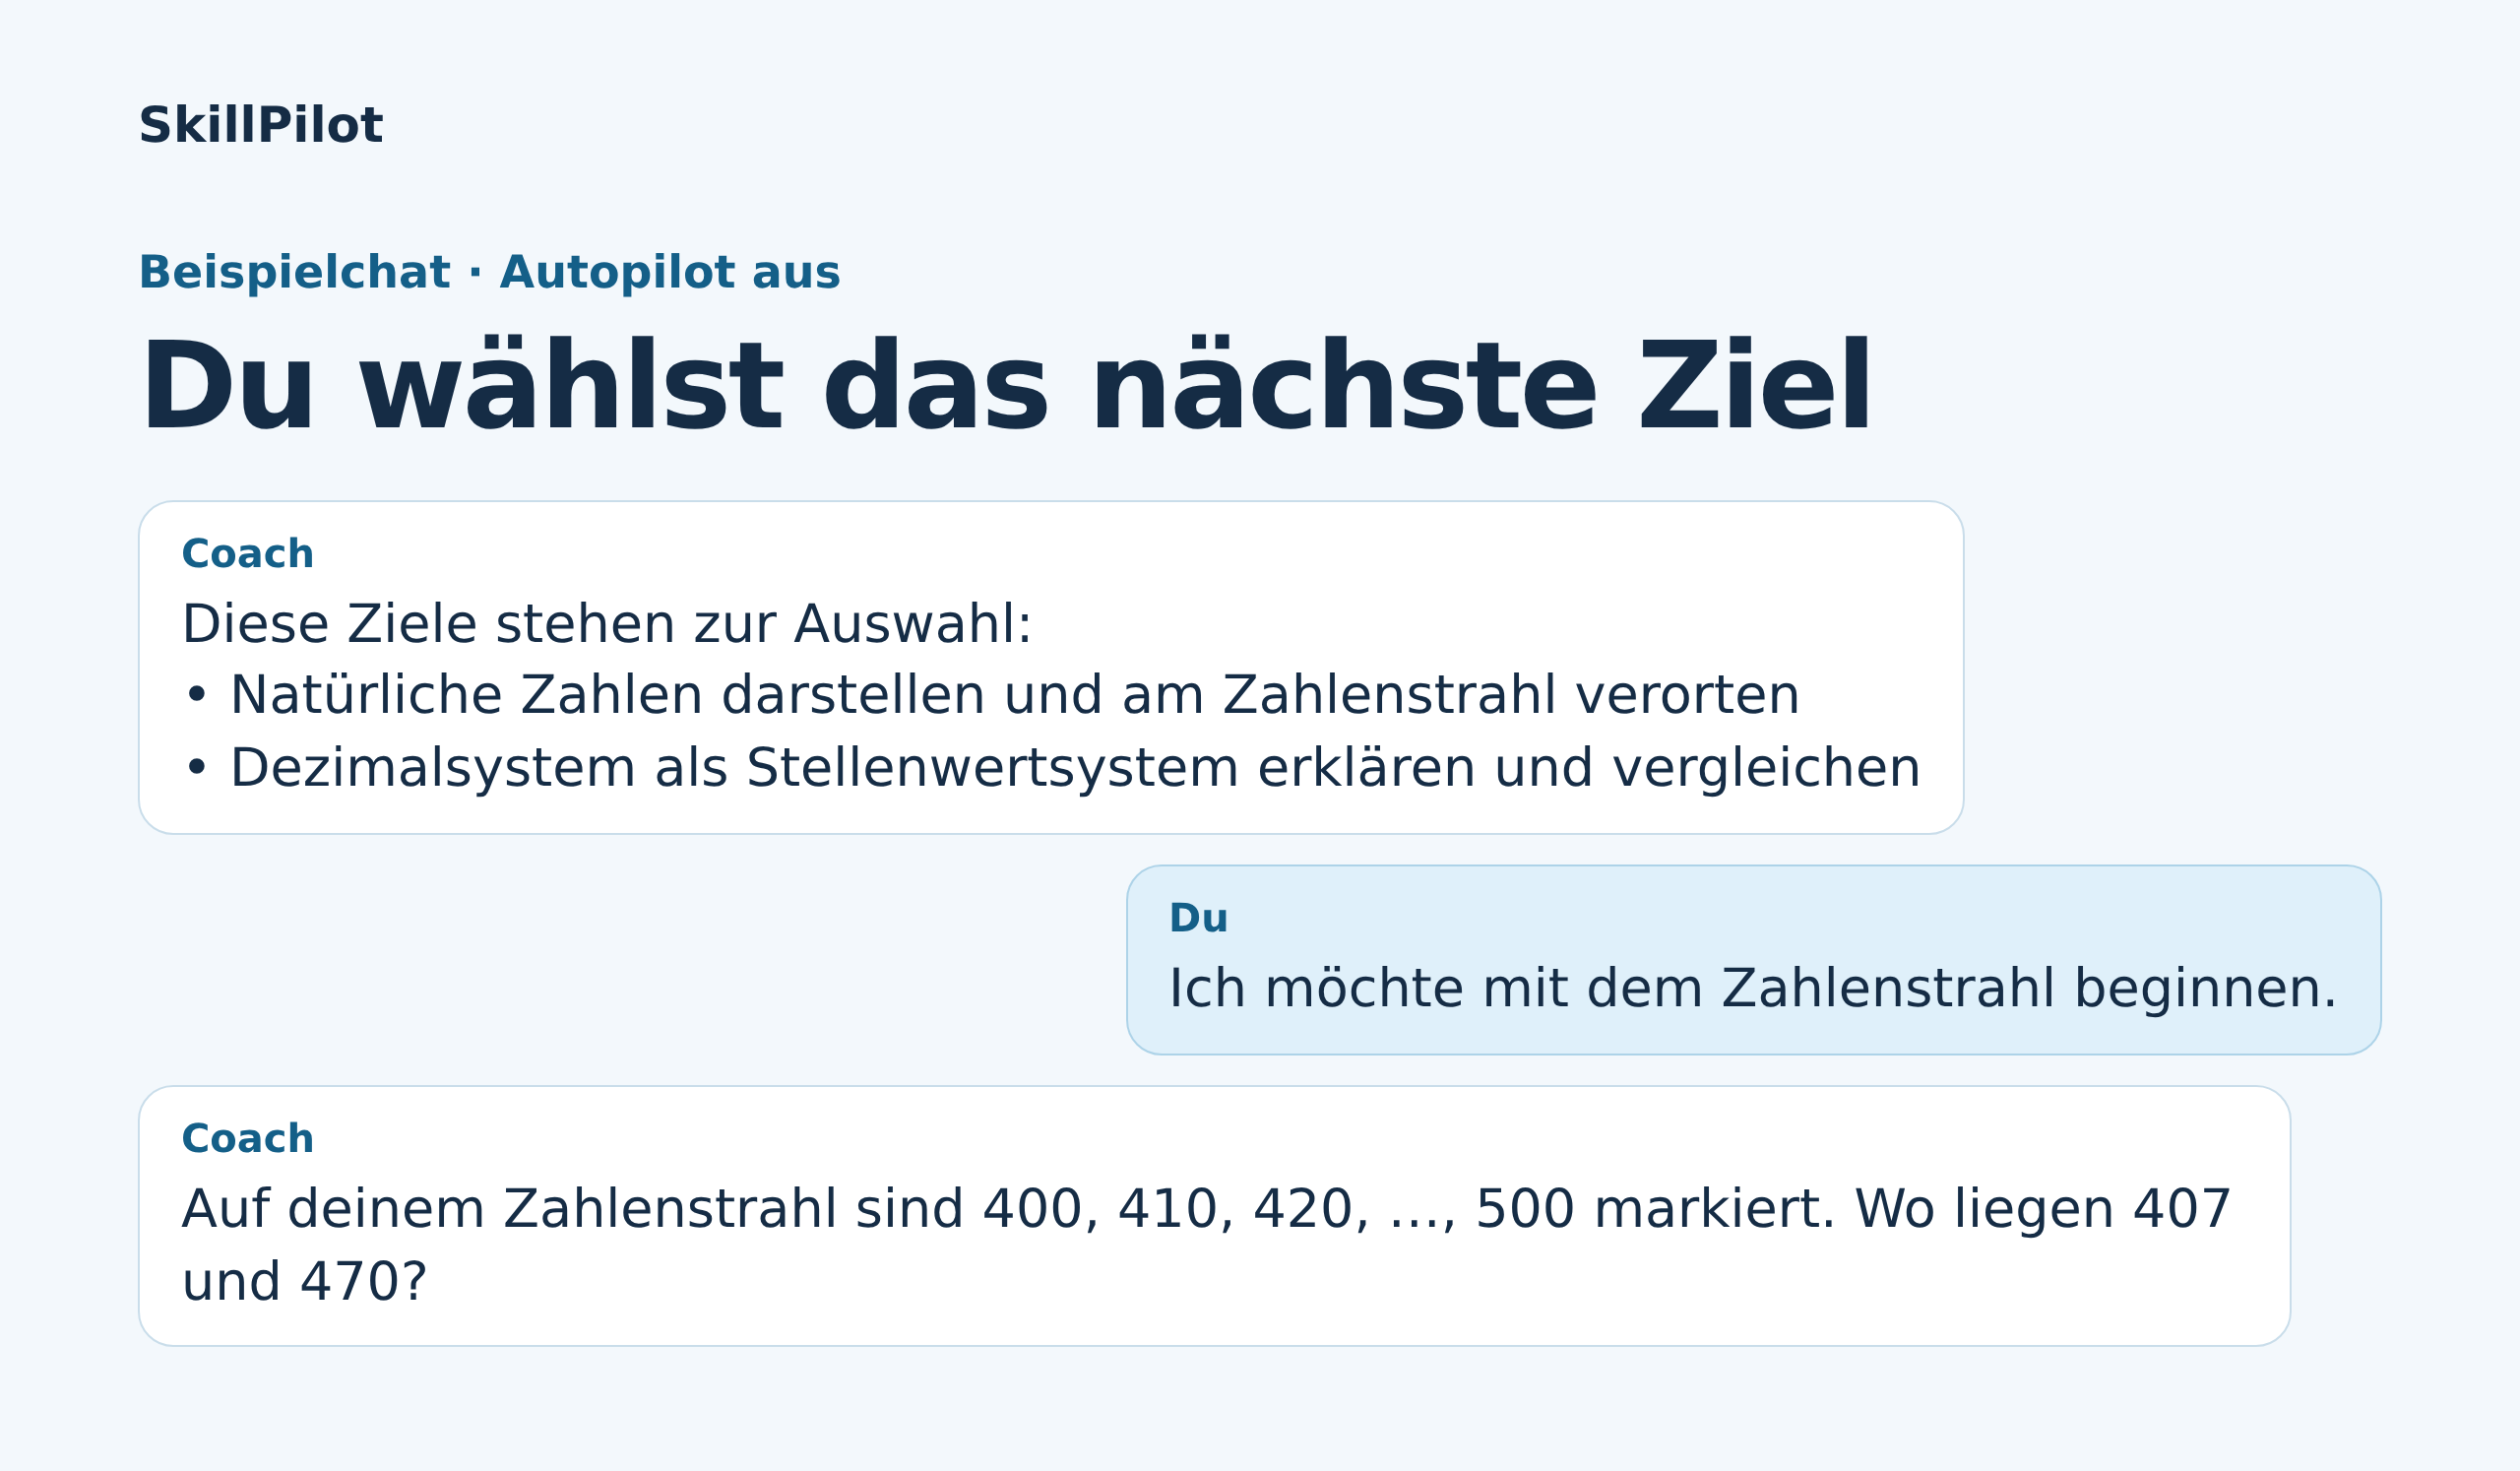 SkillPilot
Beispielchat · Autopilot aus
Du wählst das nächste Ziel
Coach
Diese Ziele stehen zur Auswahl:
• Natürliche Zahlen darstellen und am Zahlenstrahl verorten
• Dezimalsystem als Stellenwertsystem erklären und vergleichen
Du
Ich möchte mit dem Zahlenstrahl beginnen.
Coach
Auf deinem Zahlenstrahl sind 400, 410, 420, …, 500 markiert. Wo liegen 407
und 470?